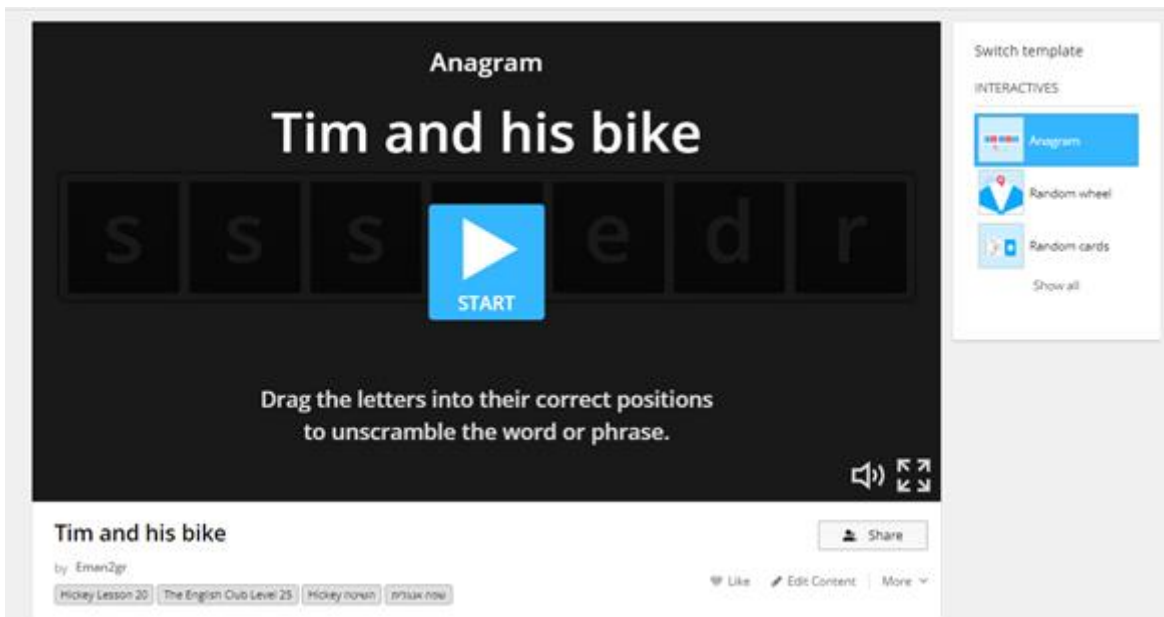 Anagram
Tim and his bike
s s s e d r
START
Drag the letters into their correct positions
to unscramble the word or phrase.
Tim and his bike
Share
by Eman2gr
Like Edit Content More
Hickey Lesson 20 The English Club Level 25 Hickey
Switch template
INTERACTIVES
Anagram
Random wheel
Random cards
Show all